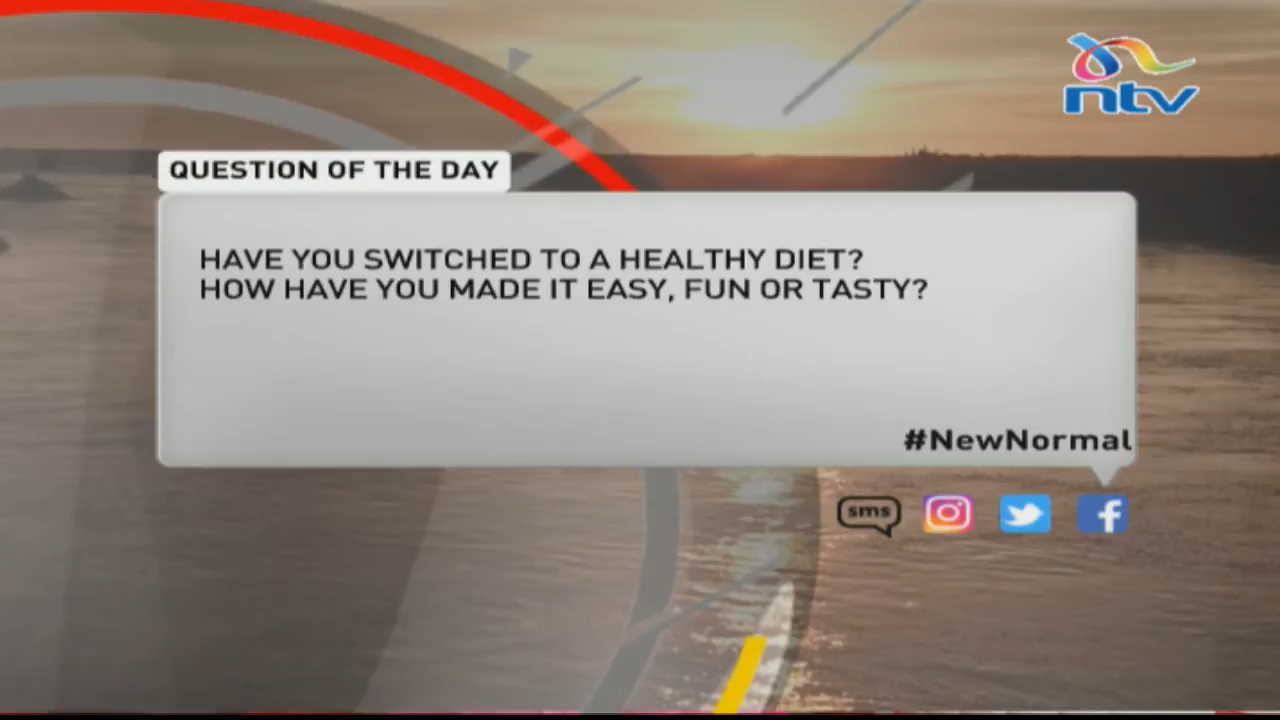 ntv
QUESTION OF THE DAY
HAVE YOU SWITCHED TO A HEALTHY DIET?
HOW HAVE YOU MADE IT EASY, FUN OR TASTY?
#NewNormal
sms